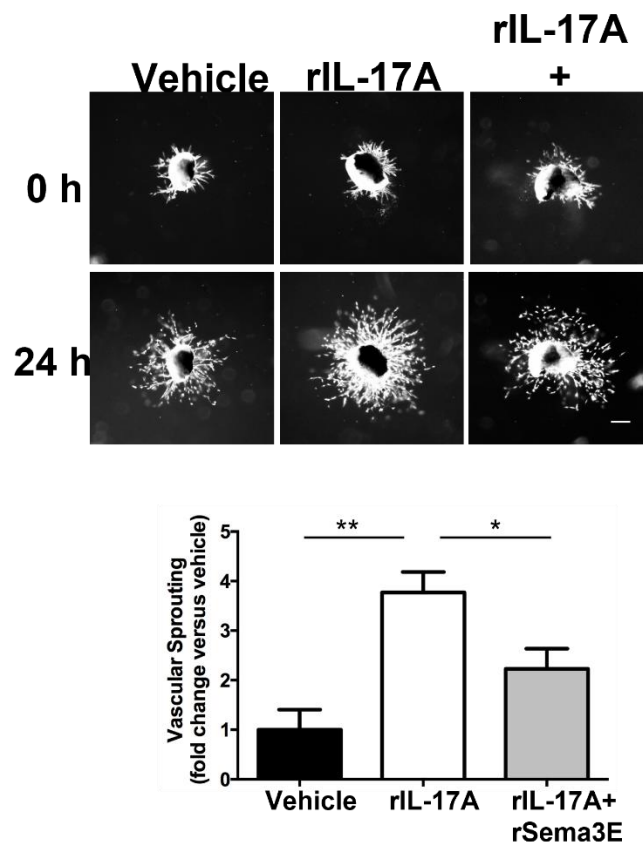 Vehicle rIL-17A rIL-17A
+
0 h
24 h
Vascular Sprouting
(fold change versus vehicle)
5
4
3
2
1
0
** *
Vehicle rIL-17A rIL-17A+
rSema3E